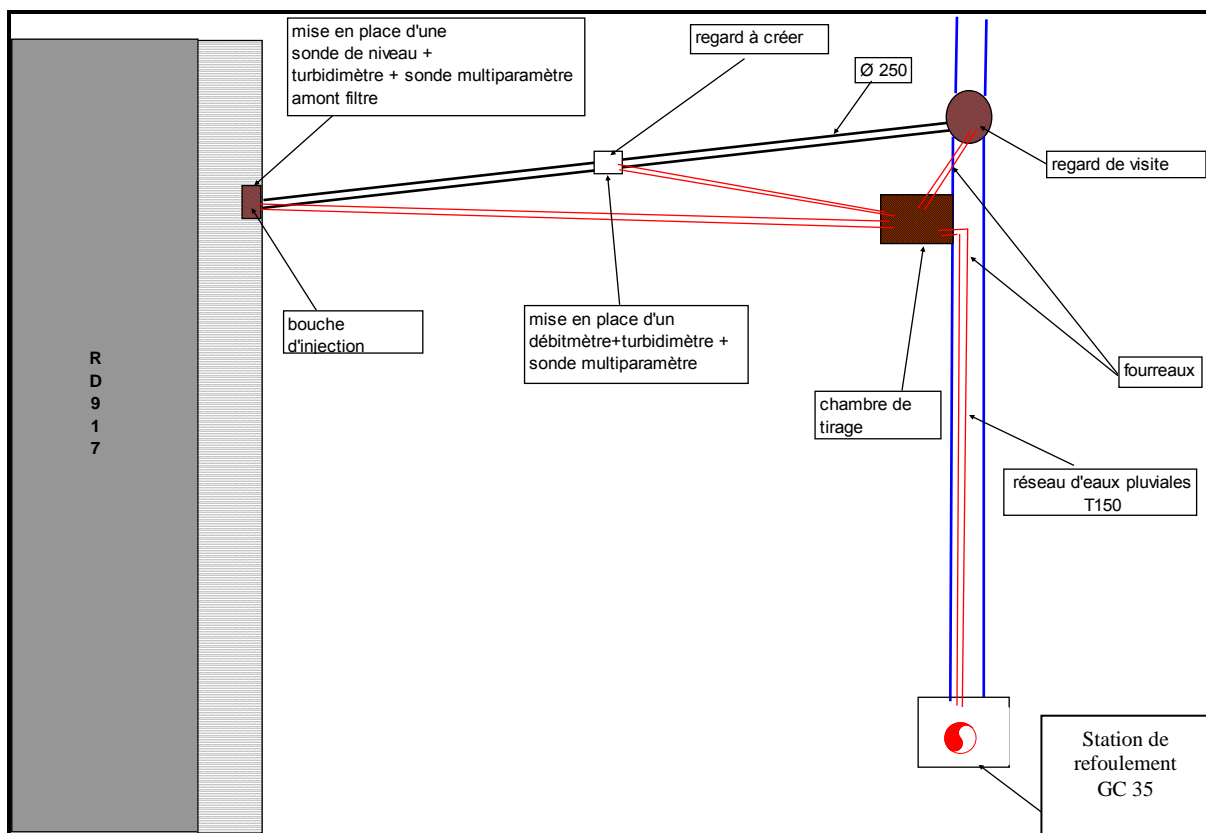 mise en place d'une
sonde de niveau +
turbidimètre + sonde multiparamètre
amont filtre
regard à créer
Ø 250
regard de visite
bouche
d'injection
mise en place d'un
débitmètre+turbidimètre +
sonde multiparamètre
chambre de
tirage
fourreaux
réseau d'eaux pluviales
T150
R
D
9
1
7
Station de
refoulement
GC 35